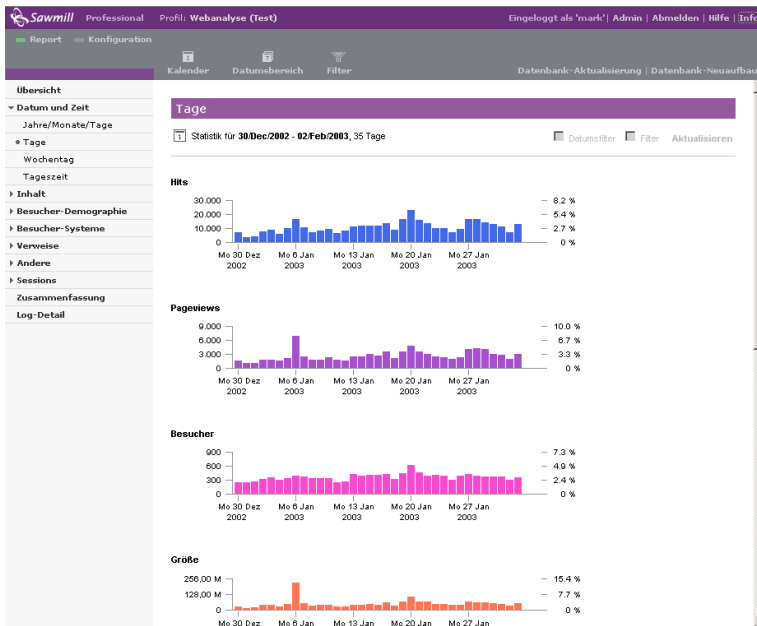 Sawmill Professional Profil: Webanalyse (Test) Eingeloggt als 'mark' | Admin | Abmelden | Hilfe | Info
Report Konfiguration
Kalender Datumsbereich Filter Datenbank-Aktualisierung | Datenbank-Neuaufbau
Übersicht
Datum und Zeit
Jahre/Monate/Tage
Tage
Wochentag
Tageszeit
Inhalt
Besucher-Demographie
Besucher-Systeme
Verweise
Andere
Sessions
Zusammenfassung
Log-Detail
Tage
1 Statistik für 30/Dec/2002 - 02/Feb/2003, 35 Tage Datumsfilter Filter Aktualisieren
Hits
30.000 8.2 %
20.000 5.4 %
10.000 2.7 %
0 0 %
Mo 30 Dez Mo 6 Jan Mo 13 Jan Mo 20 Jan Mo 27 Jan
2002 2003 2003 2003 2003
Pageviews
9.000 10.0 %
6.000 6.7 %
3.000 3.3 %
0 0 %
Mo 30 Dez Mo 6 Jan Mo 13 Jan Mo 20 Jan Mo 27 Jan
2002 2003 2003 2003 2003
Besucher
900 7.3 %
600 4.9 %
300 2.4 %
0 0 %
Mo 30 Dez Mo 6 Jan Mo 13 Jan Mo 20 Jan Mo 27 Jan
2002 2003 2003 2003 2003
Größe
256,00 M 15.4 %
128,00 M 7.7 %
0 0 %
Mo 30 Dez Mo 6 Jan Mo 13 Jan Mo 20 Jan Mo 27 Jan